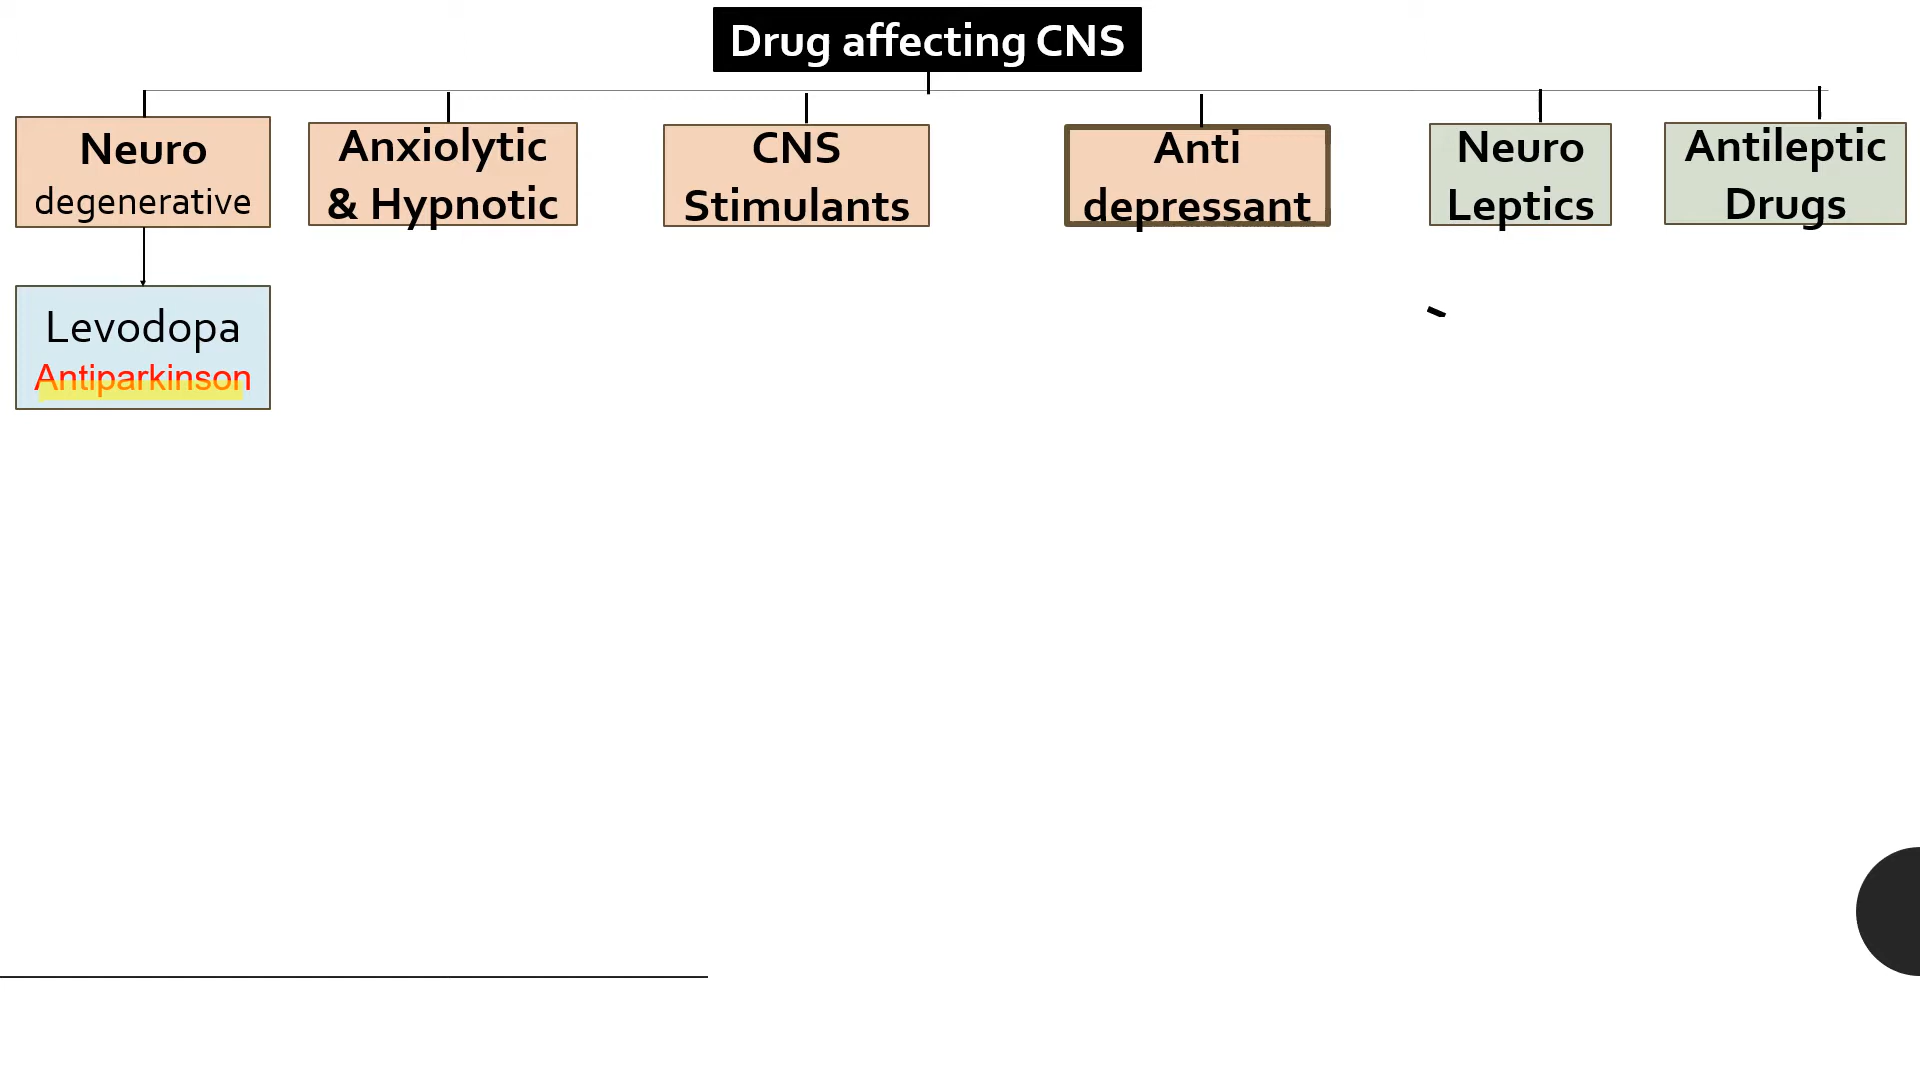 Drug affecting CNS
Neuro
degenerative
Anxiolytic
& Hypnotic
CNS
Stimulants
Anti
depressant
Neuro
Leptics
Antileptic
Drugs
Levodopa
Antiparkinson